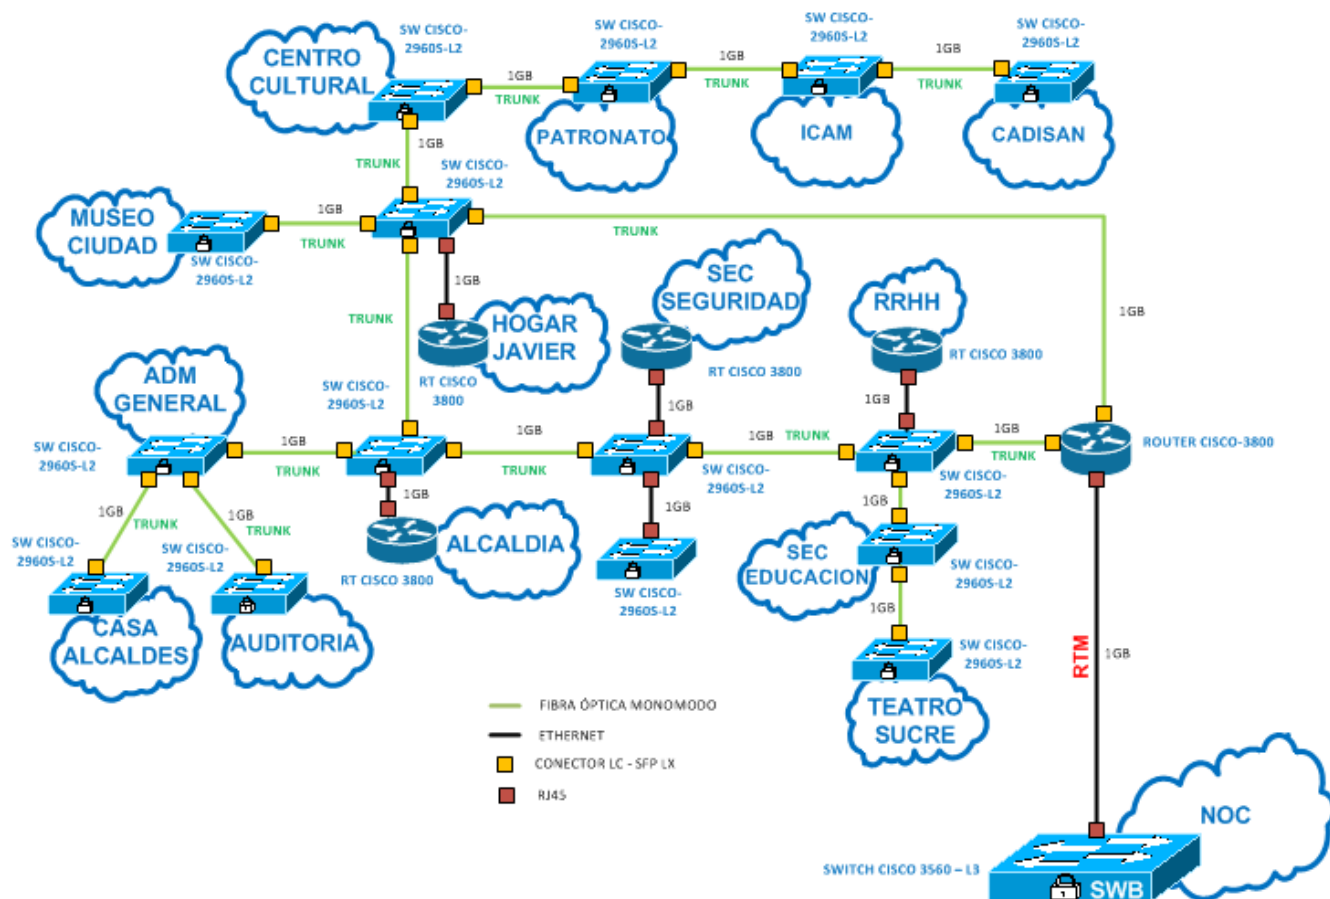 SW CISCO-
2960S-L2
SW CISCO-
2960S-L2
SW CISCO-
2960S-L2
SW CISCO-
2960S-L2
CENTRO
CULTURAL
1GB
TRUNK
1GB
TRUNK
1GB
TRUNK
PATRONATO
ICAM
CADISAN
1GB
TRUNK
SW CISCO-
2960S-L2
MUSEO
CIUDAD
1GB
TRUNK
SW CISCO-
2960S-L2
TRUNK
1GB
SEC
SEGURIDAD
RRHH
1GB
TRUNK
HOGAR
JAVIER
RT CISCO
3800
RT CISCO 3800
RT CISCO 3800
ADM
GENERAL
SW CISCO-
2960S-L2
1GB
1GB
SW CISCO-
2960S-L2
1GB
TRUNK
1GB
TRUNK
1GB
TRUNK
1GB
TRUNK
ROUTER CISCO-3800
SW CISCO-
2960S-L2
SW CISCO-
2960S-L2
1GB
TRUNK
1GB
TRUNK
1GB
1GB
1GB
ALCALDIA
RT CISCO 3800
SW CISCO-
2960S-L2
SW CISCO-
2960S-L2
SEC
EDUCACION
SW CISCO-
2960S-L2
SW CISCO-
2960S-L2
1GB
CASA
ALCALDES
AUDITORIA
SW CISCO-
2960S-L2
RTM
1GB
TEATRO
SUCRE
FIBRA ÓPTICA MONOMODO
ETHERNET
CONECTOR LC - SFP LX
RJ45
NOC
SWITCH CISCO 3560 – L3
SWB